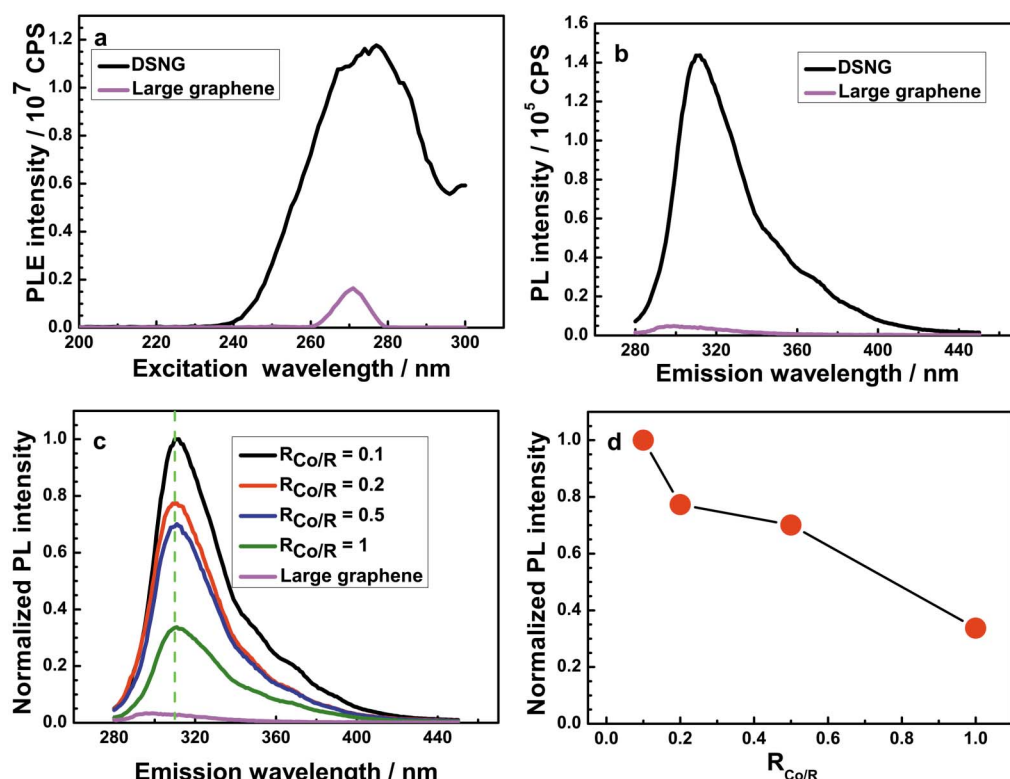 a
DSNG
Large graphene
PLE intensity / 10⁷ CPS
1.2
1.0
0.8
0.6
0.4
0.2
0.0
200 220 240 260 280 300
Excitation wavelength / nm
b
DSNG
Large graphene
PL intensity / 10⁵ CPS
1.6
1.4
1.2
1.0
0.8
0.6
0.4
0.2
0.0
280 320 360 400 440
Emission wavelength / nm
c
R_Co/R = 0.1
R_Co/R = 0.2
R_Co/R = 0.5
R_Co/R = 1
Large graphene
Normalized PL intensity
1.0
0.8
0.6
0.4
0.2
0.0
280 320 360 400 440
Emission wavelength / nm
d
Normalized PL intensity
1.0
0.8
0.6
0.4
0.2
0.0
0.0 0.2 0.4 0.6 0.8 1.0
R_Co/R